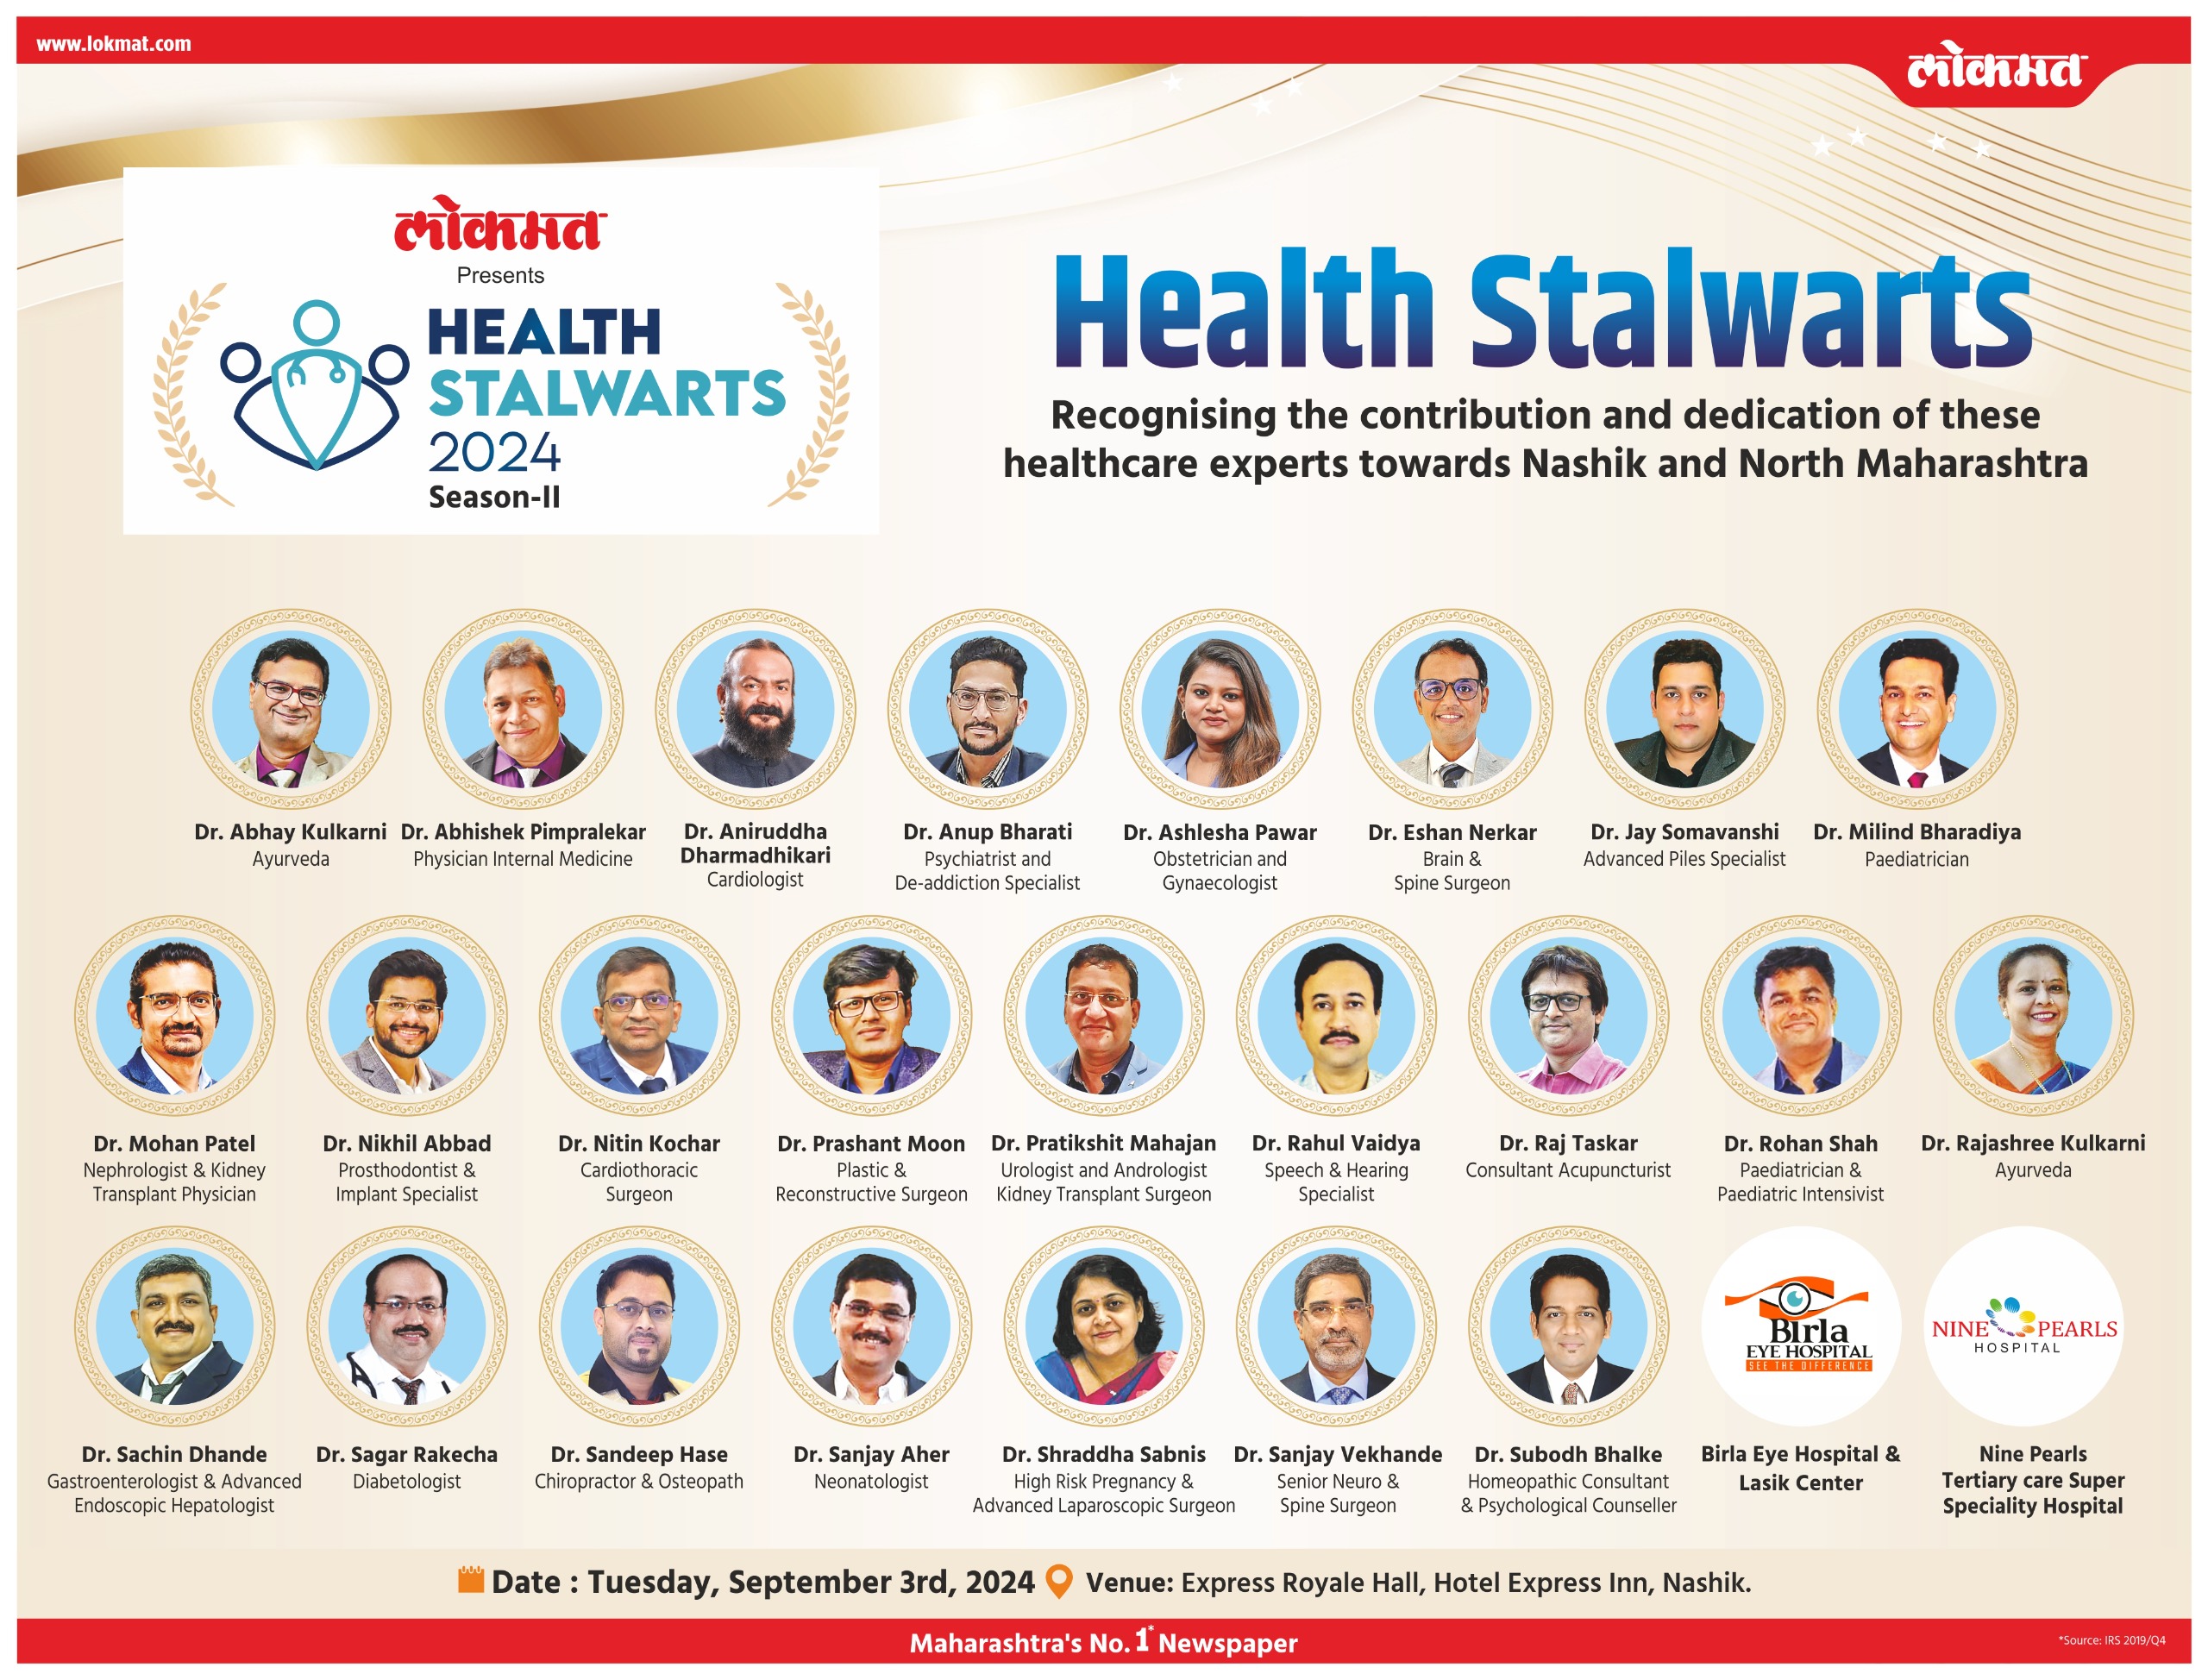 www.lokmat.com
लोकमत
लोकमत
Presents
HEALTH
STALWARTS
2024
Season-II
Health Stalwarts
Recognising the contribution and dedication of these
healthcare experts towards Nashik and North Maharashtra
Dr. Abhay Kulkarni
Ayurveda
Dr. Abhishek Pimpralekar
Physician Internal Medicine
Dr. Aniruddha
Dharmadhikari
Cardiologist
Dr. Anup Bharati
Psychiatrist and
De-addiction Specialist
Dr. Ashlesha Pawar
Obstetrician and
Gynaecologist
Dr. Eshan Nerkar
Brain &
Spine Surgeon
Dr. Jay Somavanshi
Advanced Piles Specialist
Dr. Milind Bharadiya
Paediatrician
Dr. Mohan Patel
Nephrologist & Kidney
Transplant Physician
Dr. Nikhil Abbad
Prosthodontist &
Implant Specialist
Dr. Nitin Kochar
Cardiothoracic
Surgeon
Dr. Prashant Moon
Plastic &
Reconstructive Surgeon
Dr. Pratikshit Mahajan
Urologist and Andrologist
Kidney Transplant Surgeon
Dr. Rahul Vaidya
Speech & Hearing
Specialist
Dr. Raj Taskar
Consultant Acupuncturist
Dr. Rohan Shah
Paediatrician &
Paediatric Intensivist
Dr. Rajashree Kulkarni
Ayurveda
Dr. Sachin Dhande
Gastroenterologist & Advanced
Endoscopic Hepatologist
Dr. Sagar Rakecha
Diabetologist
Dr. Sandeep Hase
Chiropractor & Osteopath
Dr. Sanjay Aher
Neonatologist
Dr. Shraddha Sabnis
High Risk Pregnancy &
Advanced Laparoscopic Surgeon
Dr. Sanjay Vekhande
Senior Neuro &
Spine Surgeon
Dr. Subodh Bhalke
Homeopathic Consultant
& Psychological Counseller
Birla
EYE HOSPITAL
SEE THE DIFFERENCE
Birla Eye Hospital &
Lasik Center
NINE PEARLS
HOSPITAL
Nine Pearls
Tertiary care Super
Speciality Hospital
Date : Tuesday, September 3rd, 2024 Venue: Express Royale Hall, Hotel Express Inn, Nashik.
Maharashtra's No. 1* Newspaper
*Source: IRS 2019/Q4